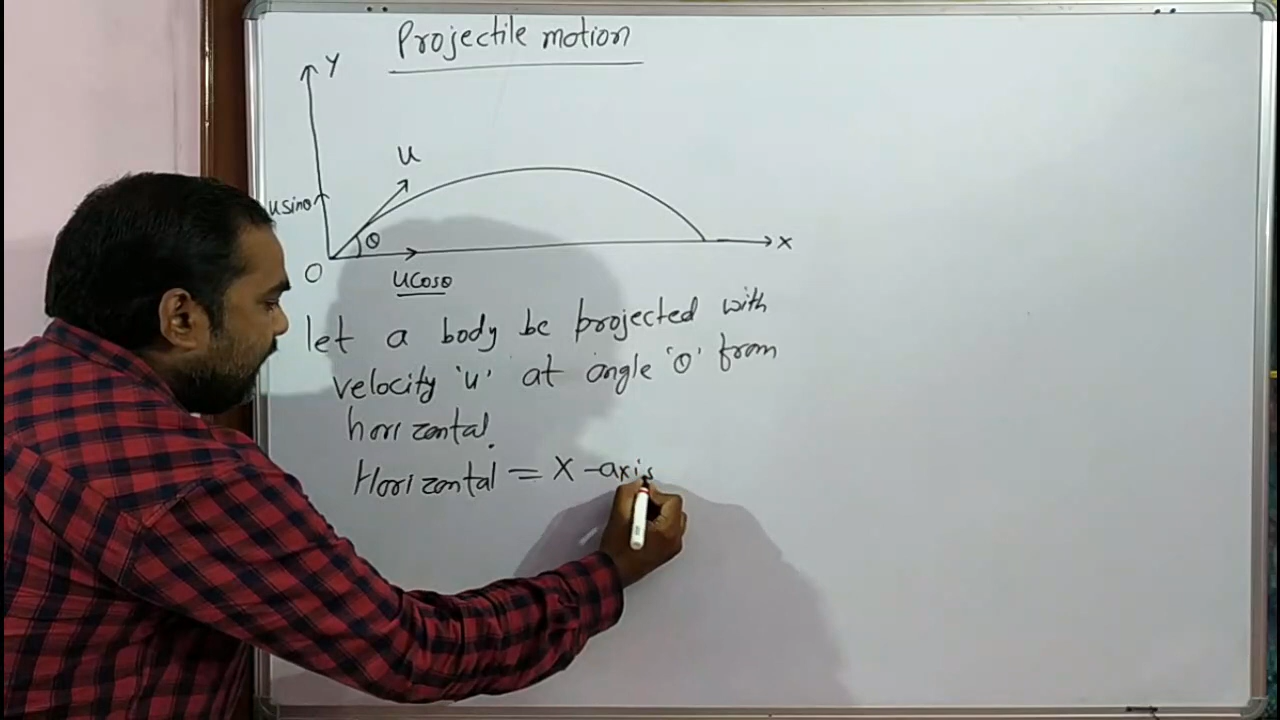 Projectile motion
Y
u
usinθ
θ
X
O
ucosθ
let a body be projected with
velocity 'u' at angle 'θ' from
horizontal.
Horizontal = X-axis